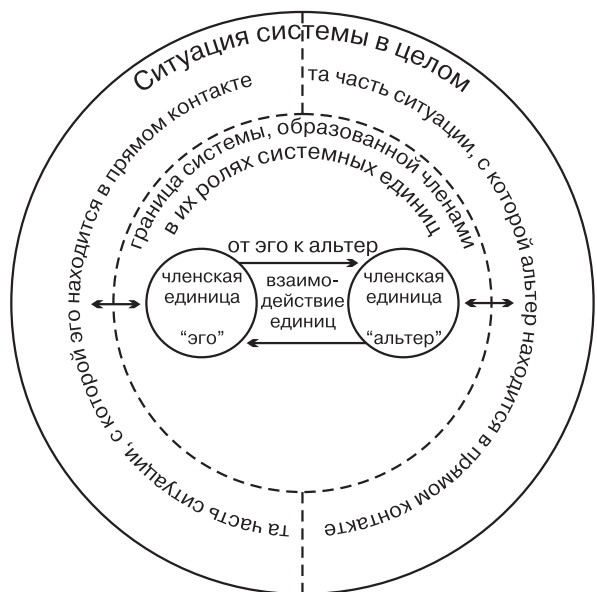 Ситуация системы в целом
та часть ситуации, с которой эго находится в прямом контакте
та часть ситуации, с которой альтер находится в прямом контакте
граница системы, образованной членами
в их ролях системных единиц
от эго к альтер
членская
единица
“эго”
взаимо-
действие
единиц
членская
единица
“альтер”